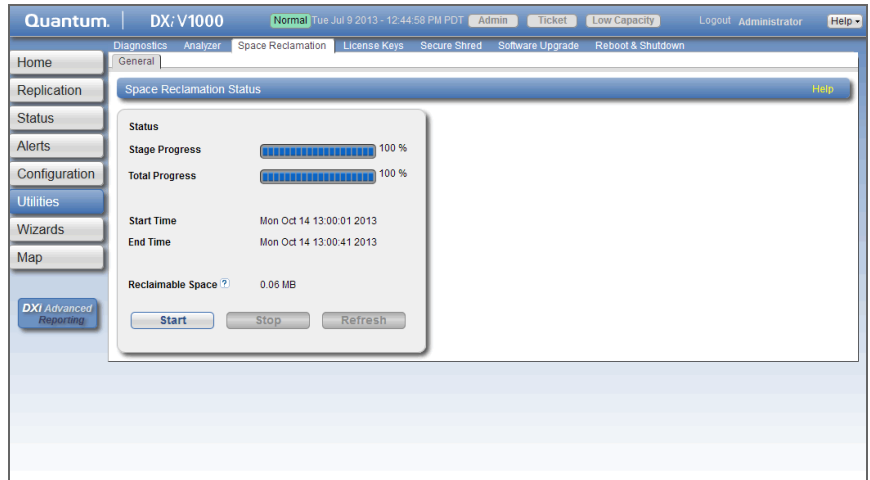 Quantum. DXi V1000 Normal Tue Jul 9 2013 - 12:44:58 PM PDT Admin Ticket Low Capacity Logout Administrator Help
Diagnostics Analyzer Space Reclamation License Keys Secure Shred Software Upgrade Reboot & Shutdown
General
Home
Replication
Status
Alerts
Configuration
Utilities
Wizards
Map
DXI Advanced
Reporting
Space Reclamation Status Help
Status
Stage Progress 100 %
Total Progress 100 %
Start Time Mon Oct 14 13:00:01 2013
End Time Mon Oct 14 13:00:41 2013
Reclaimable Space ? 0.06 MB
Start Stop Refresh